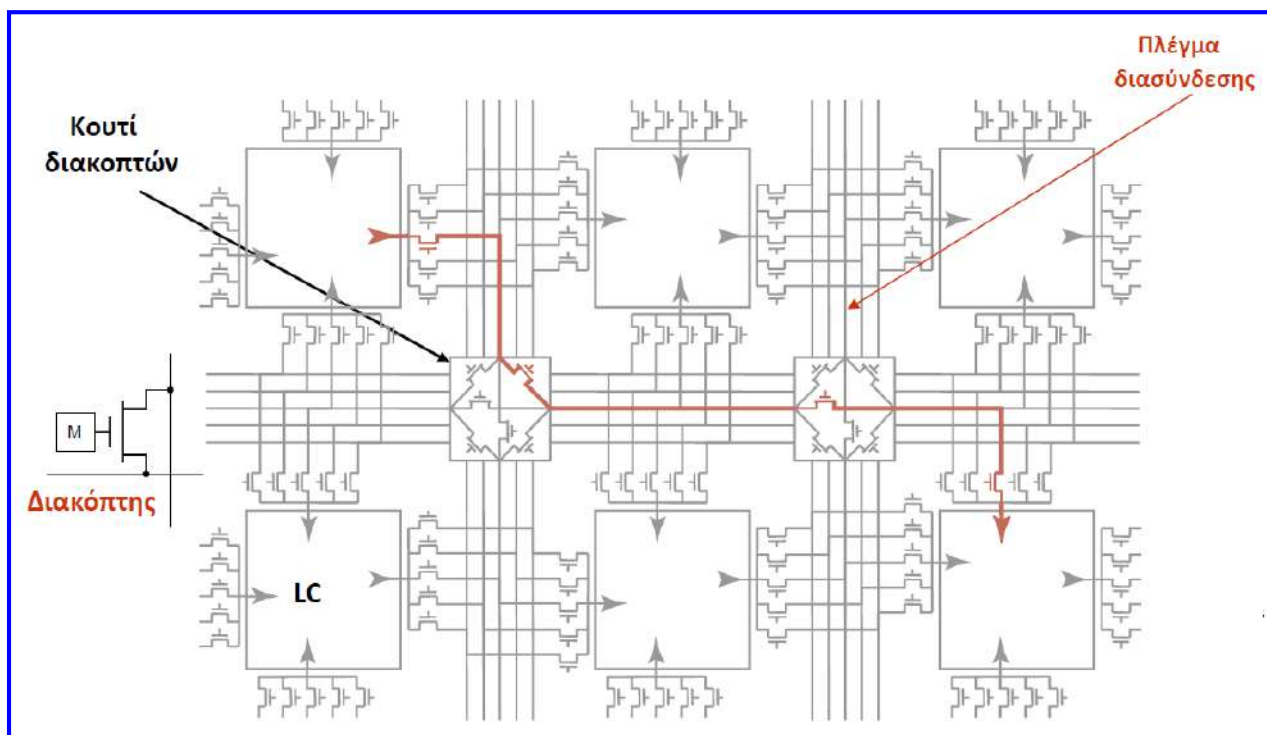 Πλέγμα
διασύνδεσης
Κουτί
διακοπτών
M
Διακόπτης
LC